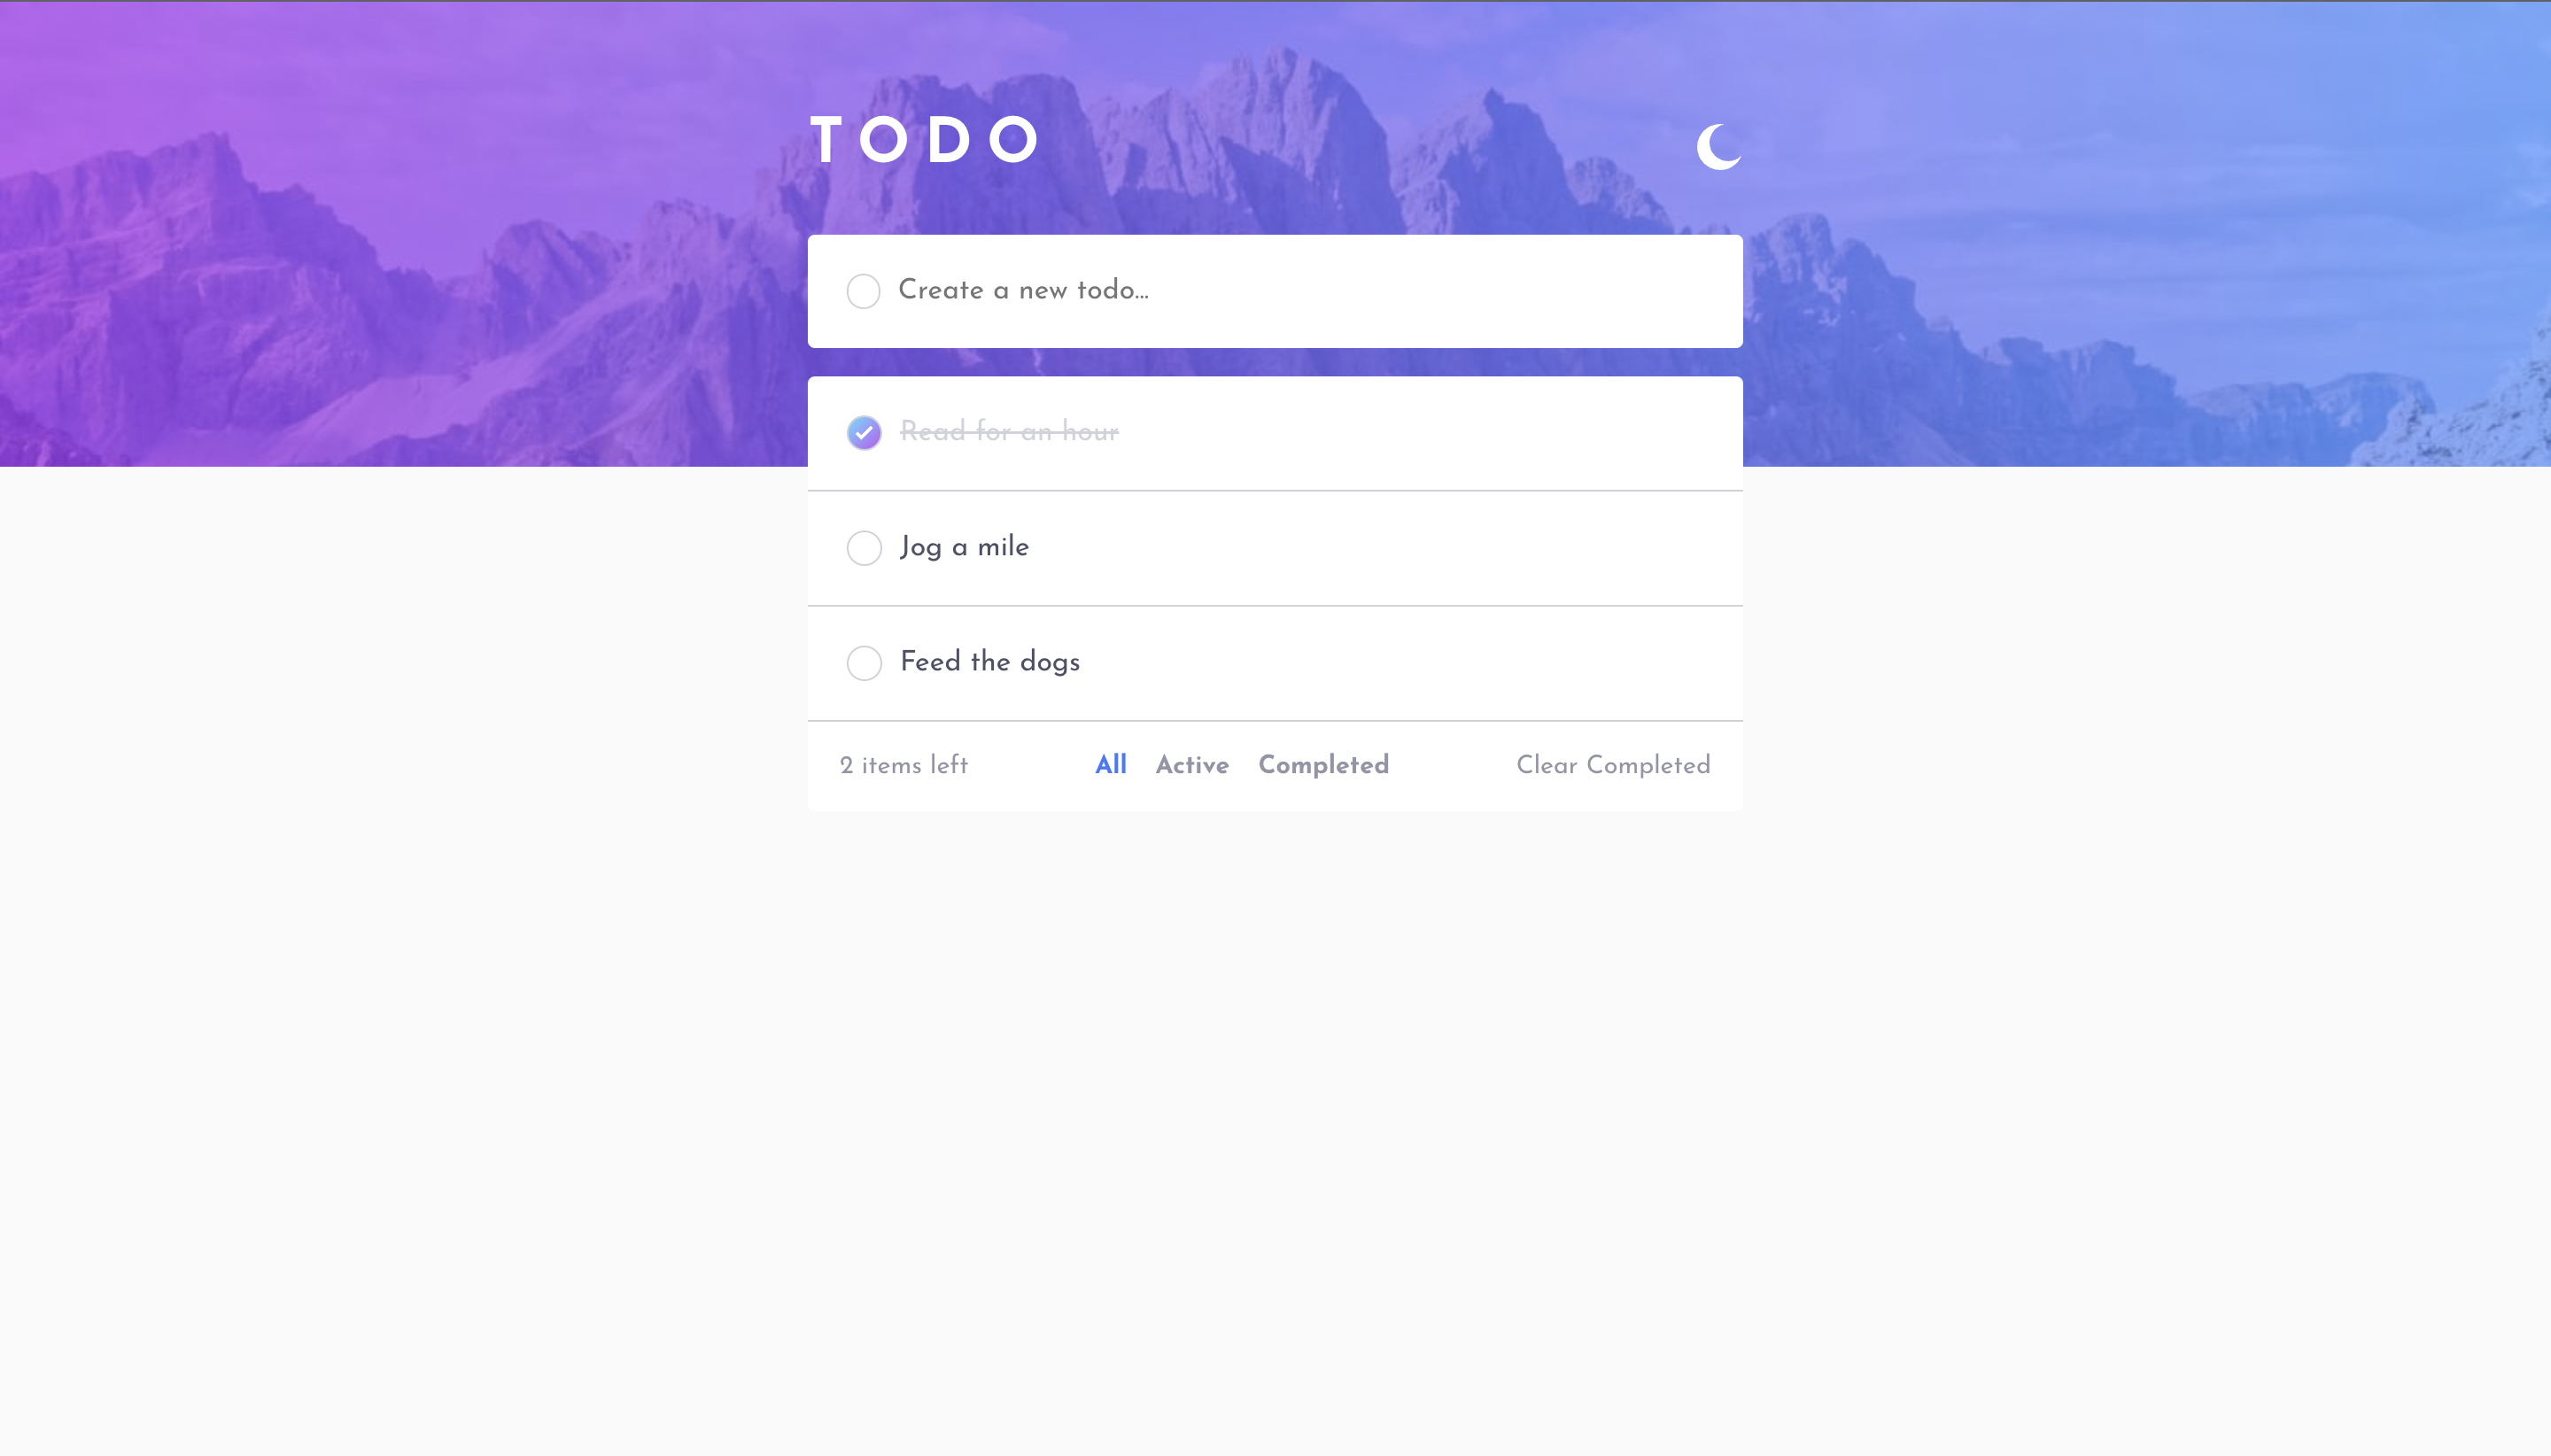 TODO
Create a new todo...
Read for an hour
Jog a mile
Feed the dogs
2 items left All Active Completed Clear Completed